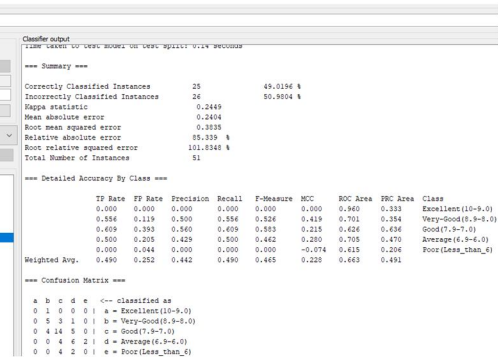 Classifier output
Time taken to test model on test split: 0.14 seconds
=== Summary ===
Correctly Classified Instances 25 49.0196 %
Incorrectly Classified Instances 26 50.9804 %
Kappa statistic 0.2449
Mean absolute error 0.2404
Root mean squared error 0.3835
Relative absolute error 85.339 %
Root relative squared error 101.8348 %
Total Number of Instances 51
=== Detailed Accuracy By Class ===
TP Rate FP Rate Precision Recall F-Measure MCC ROC Area PRC Area Class
0.000 0.000 0.000 0.000 0.000 0.000 0.960 0.333 Excellent(10-9.0)
0.556 0.119 0.500 0.556 0.526 0.419 0.701 0.354 Very-Good(8.9-8.0)
0.609 0.393 0.560 0.609 0.583 0.215 0.626 0.636 Good(7.9-7.0)
0.500 0.205 0.429 0.500 0.462 0.280 0.705 0.470 Average(6.9-6.0)
0.000 0.044 0.000 0.000 0.000 -0.074 0.615 0.206 Poor(Less_than_6)
Weighted Avg. 0.490 0.252 0.442 0.490 0.465 0.228 0.663 0.491
=== Confusion Matrix ===
a b c d e <-- classified as
0 1 0 0 0 | a = Excellent(10-9.0)
0 5 3 1 0 | b = Very-Good(8.9-8.0)
0 4 14 5 0 | c = Good(7.9-7.0)
0 0 4 6 2 | d = Average(6.9-6.0)
0 0 4 2 0 | e = Poor(Less_than_6)